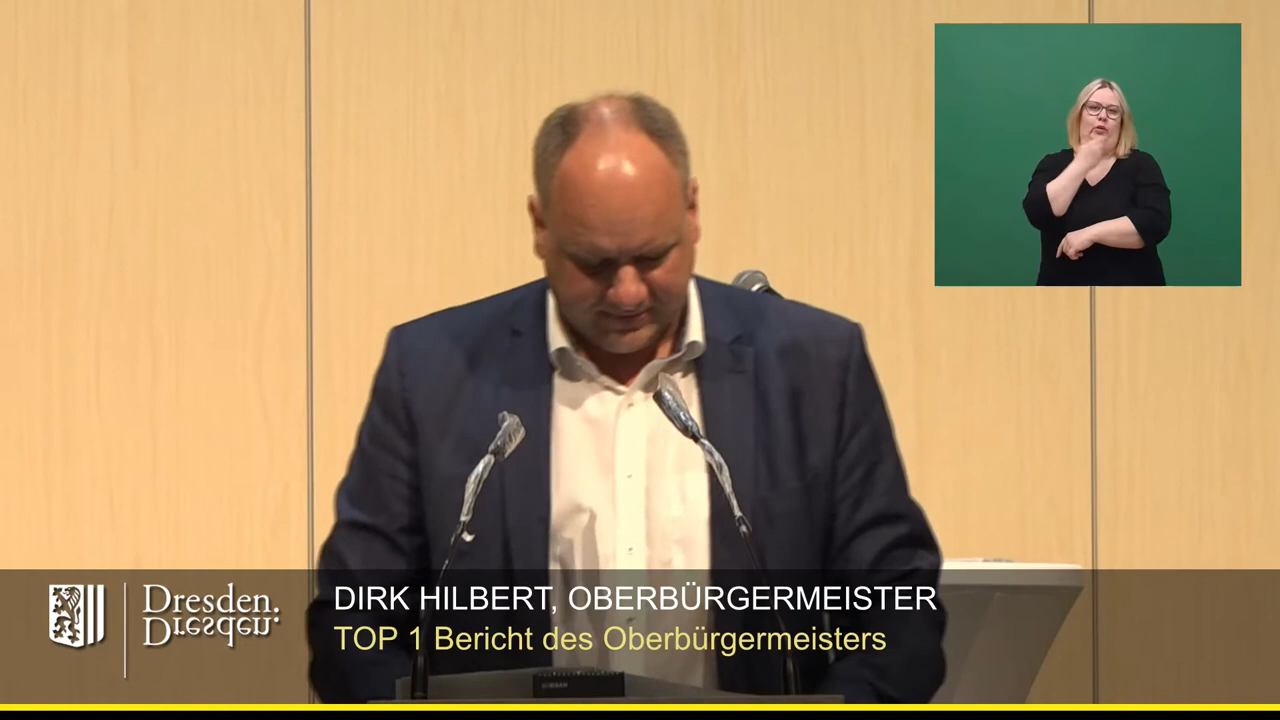 Dresden.
DIRK HILBERT, OBERBÜRGERMEISTER
TOP 1 Bericht des Oberbürgermeisters